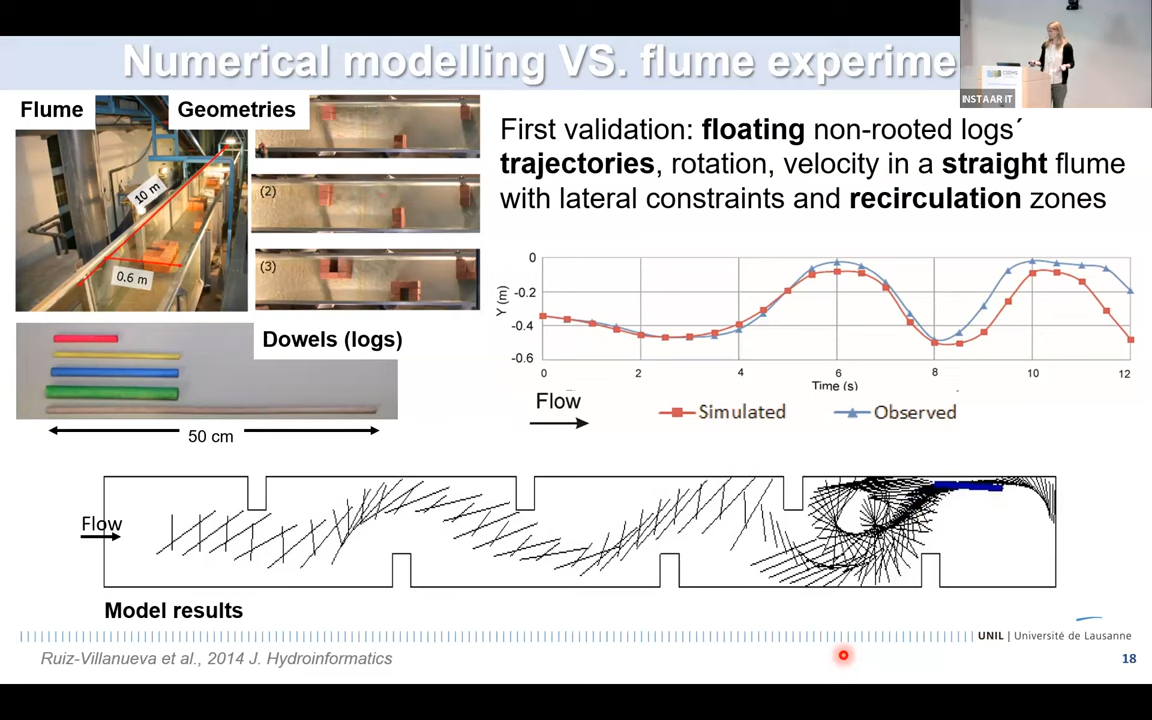 Numerical modelling VS. flume experime
INSTAAR IT
Flume
Geometries
10 m
0.6 m
(2)
(3)
Dowels (logs)
50 cm
First validation: floating non-rooted logs´
trajectories, rotation, velocity in a straight flume
with lateral constraints and recirculation zones
Y (m)
0
-0.2
-0.4
-0.6
0 2 4 6 8 10 12
Time (s)
Flow
Simulated
Observed
Flow
Model results
UNIL | Université de Lausanne
Ruiz-Villanueva et al., 2014 J. Hydroinformatics
18